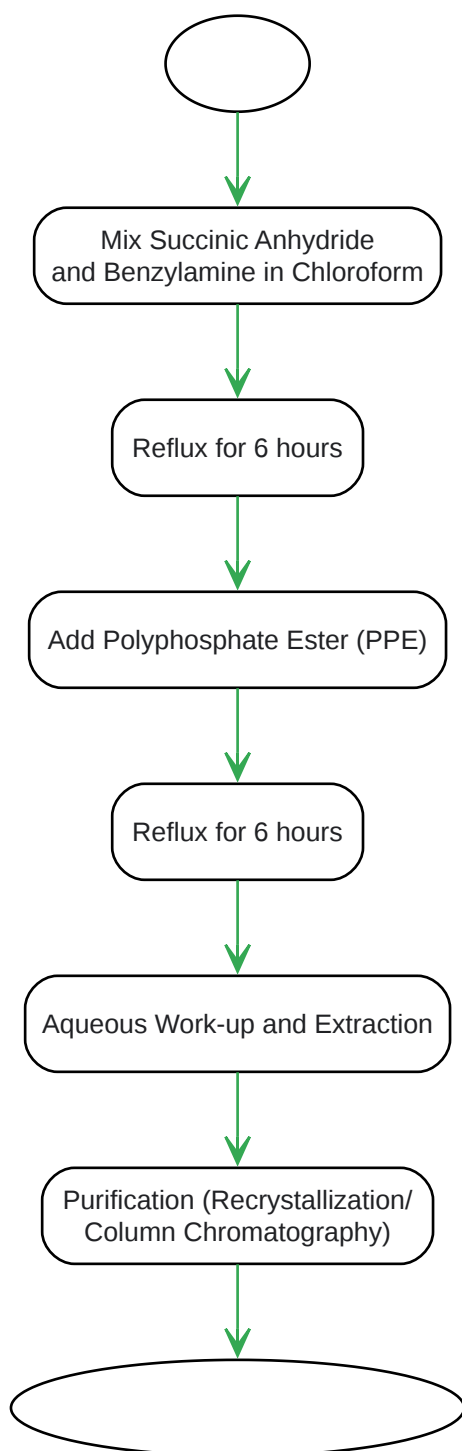 Mix Succinic Anhydride
and Benzylamine in Chloroform
Reflux for 6 hours
Add Polyphosphate Ester (PPE)
Reflux for 6 hours
Aqueous Work-up and Extraction
Purification (Recrystallization/
Column Chromatography)